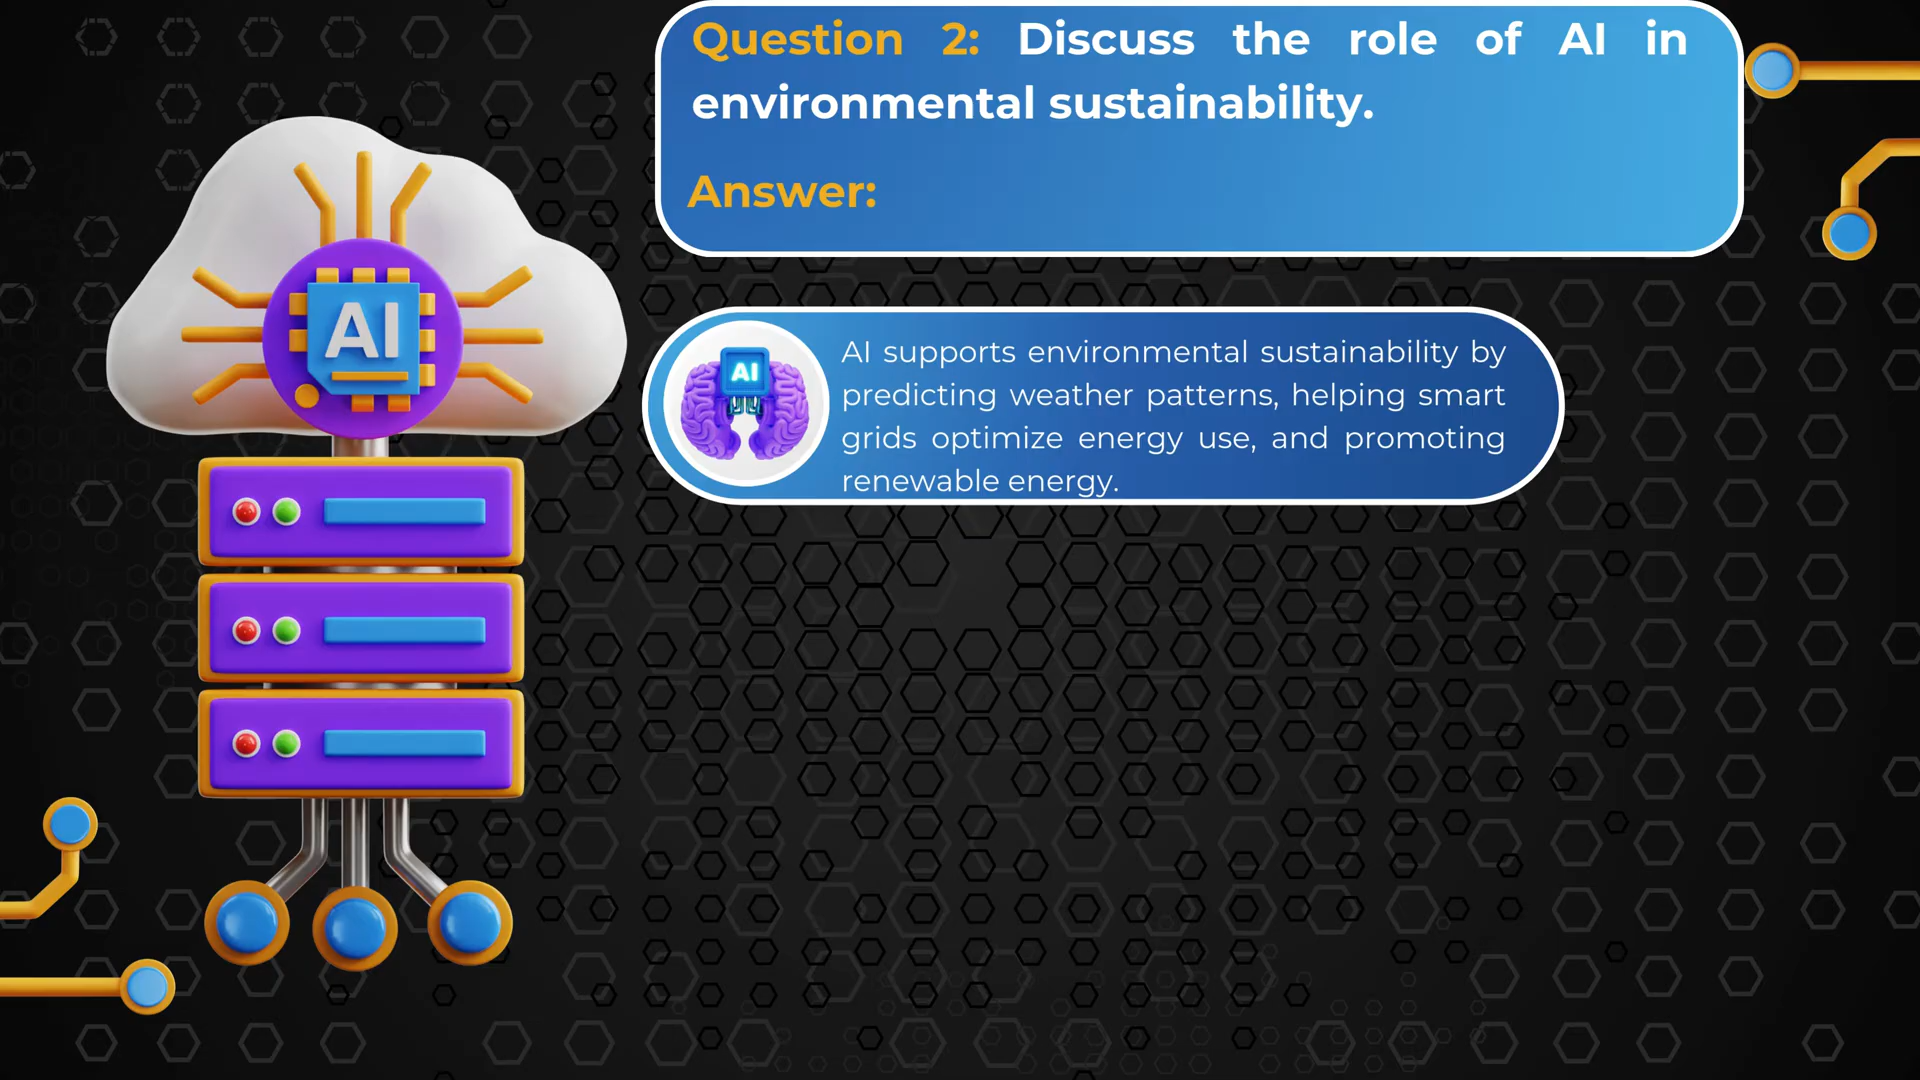 Question 2: Discuss the role of AI in
environmental sustainability.
Answer:
AI
AI
AI supports environmental sustainability by
predicting weather patterns, helping smart
grids optimize energy use, and promoting
renewable energy.